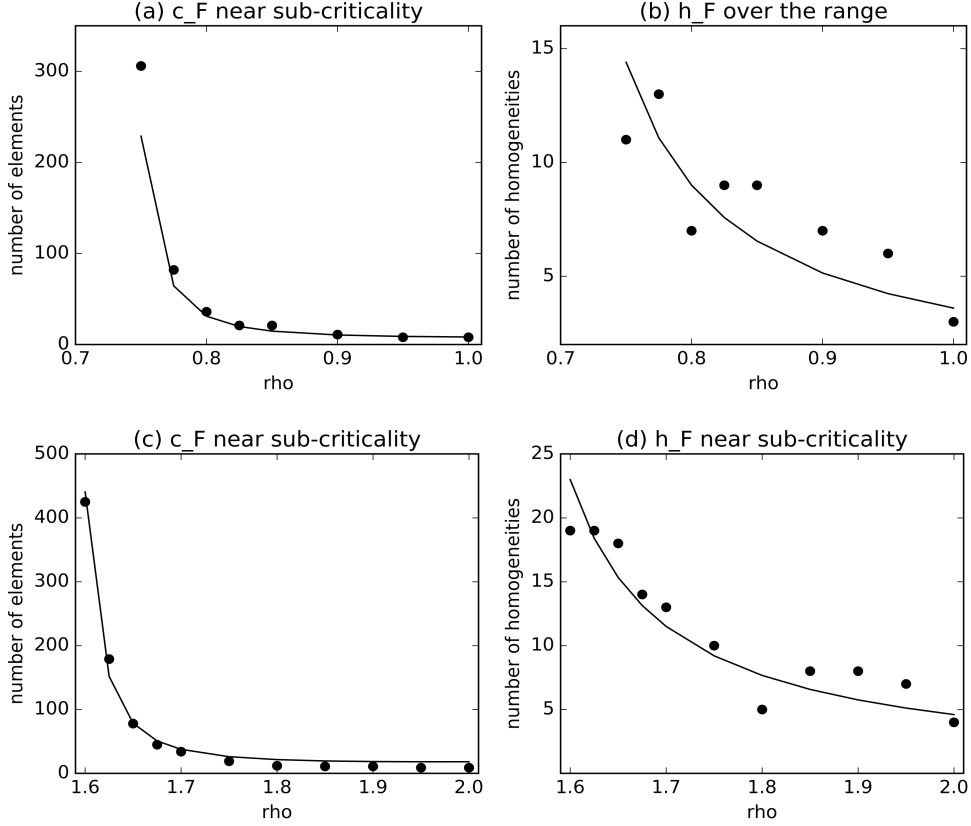 (a) c_F near sub-criticality
number of elements
300
200
100
0
0.7 0.8 0.9 1.0
rho
(b) h_F over the range
number of homogeneities
15
10
5
0.7 0.8 0.9 1.0
rho
(c) c_F near sub-criticality
number of elements
500
400
300
200
100
0
1.6 1.7 1.8 1.9 2.0
rho
(d) h_F near sub-criticality
number of homogeneities
25
20
15
10
5
1.6 1.7 1.8 1.9 2.0
rho